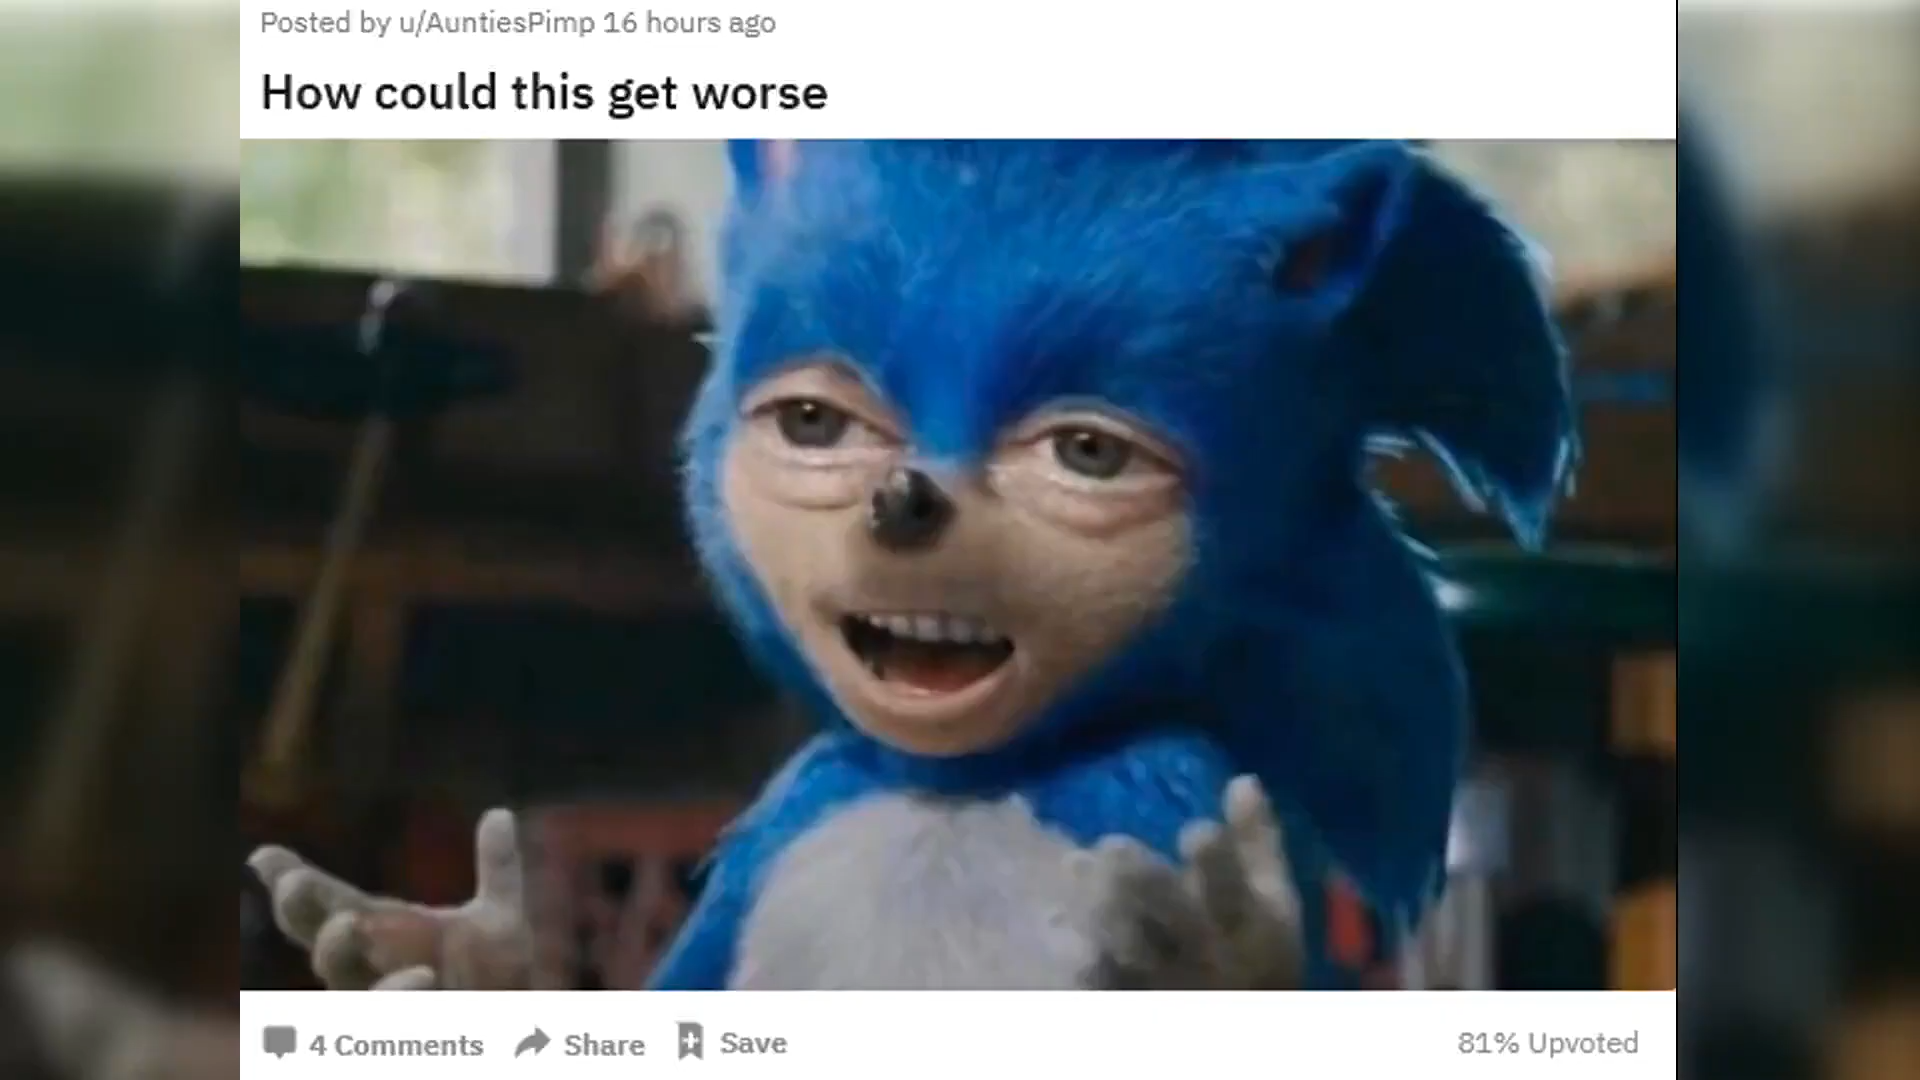 Posted by u/AuntiesPimp 16 hours ago
How could this get worse
4 Comments Share Save 81% Upvoted